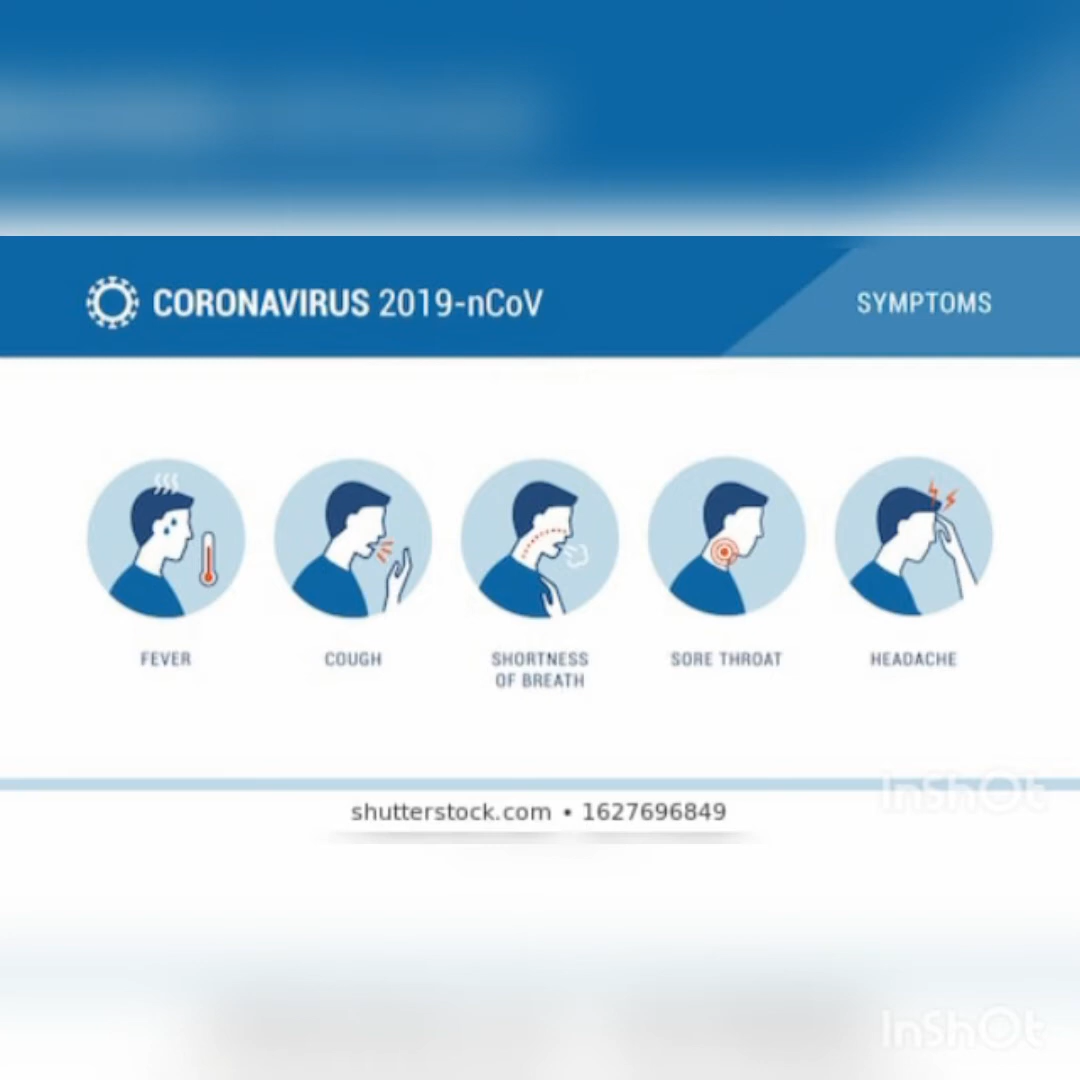 CORONAVIRUS 2019-nCoV
SYMPTOMS
FEVER
COUGH
SHORTNESS
OF BREATH
SORE THROAT
HEADACHE
InShOt
shutterstock.com • 1627696849
InShOt